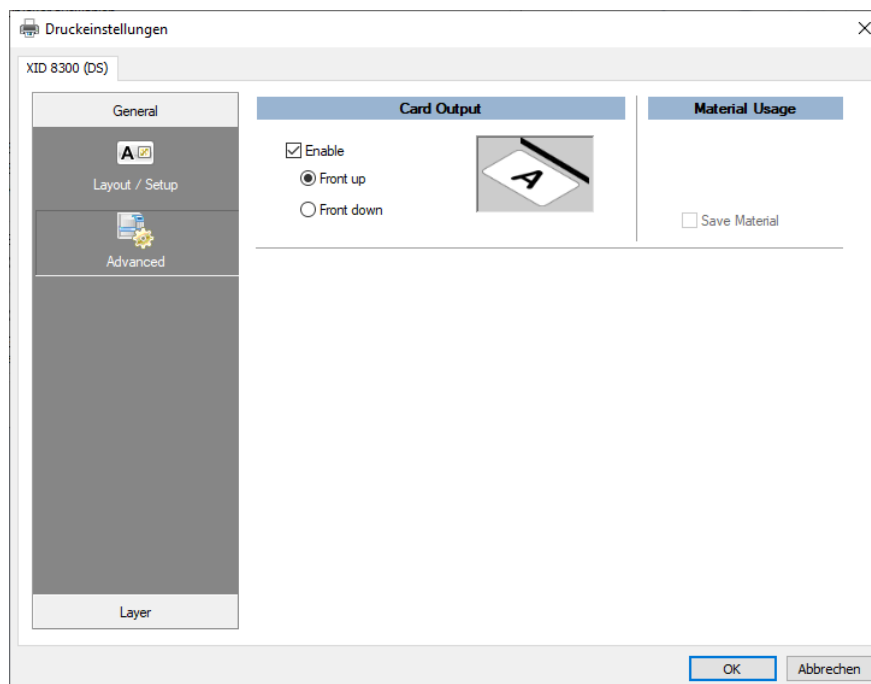 Druckeinstellungen
XID 8300 (DS)
General
A
Layout / Setup
Advanced
Layer
Card Output
Enable
Front up
Front down
A
Material Usage
Save Material
OK
Abbrechen